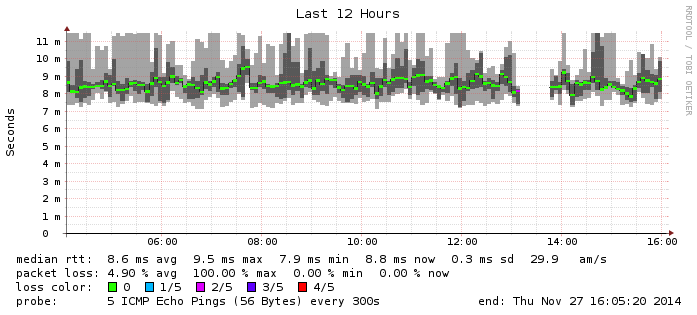 Last 12 Hours
RRDTOOL / TOBI OETIKER
Seconds
11 m
10 m
9 m
8 m
7 m
6 m
5 m
4 m
3 m
2 m
1 m
0
06:00 08:00 10:00 12:00 14:00 16:00
median rtt: 8.6 ms avg 9.5 ms max 7.9 ms min 8.8 ms now 0.3 ms sd 29.9 am/s
packet loss: 4.90 % avg 100.00 % max 0.00 % min 0.00 % now
loss color: 0 1/5 2/5 3/5 4/5
probe: 5 ICMP Echo Pings (56 Bytes) every 300s end: Thu Nov 27 16:05:20 2014